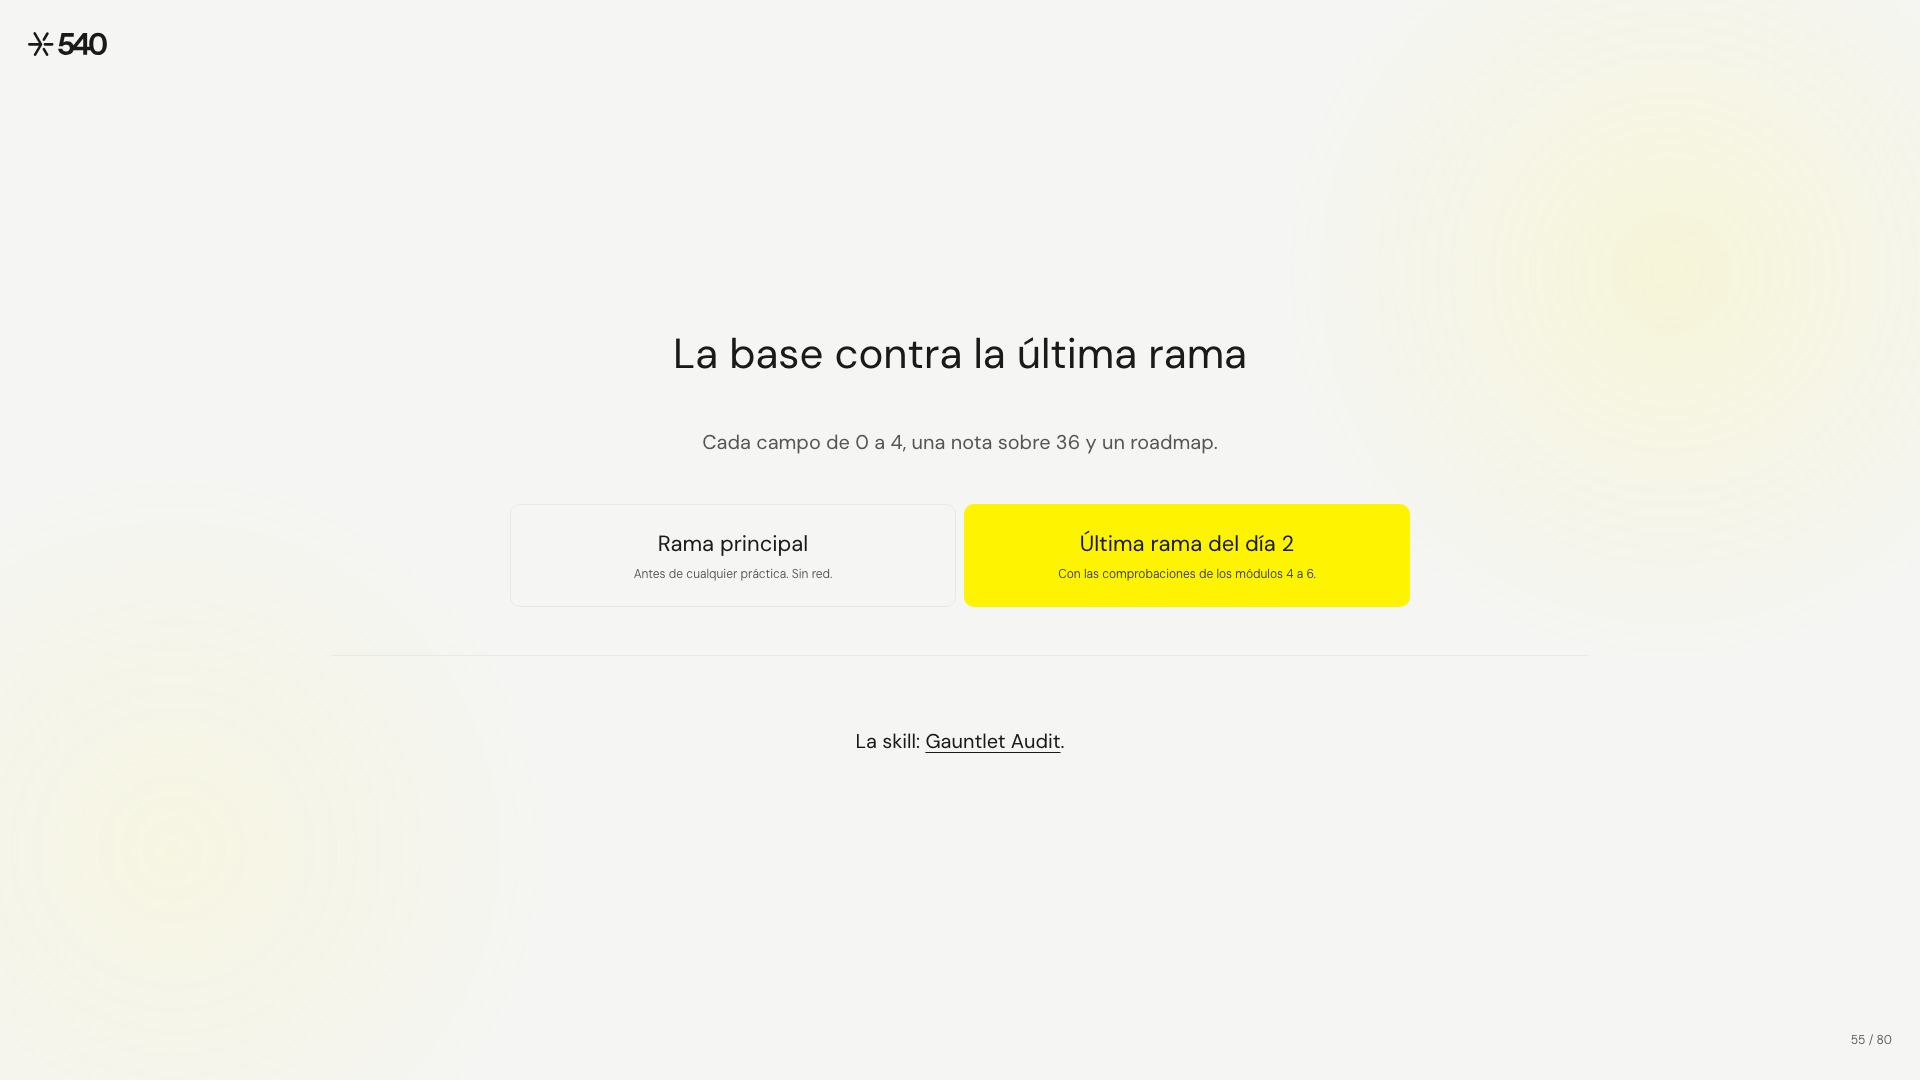 540
La base contra la última rama
Cada campo de 0 a 4, una nota sobre 36 y un roadmap.
Rama principal
Antes de cualquier práctica. Sin red.
Última rama del día 2
Con las comprobaciones de los módulos 4 a 6.
La skill: Gauntlet Audit.
55 / 80